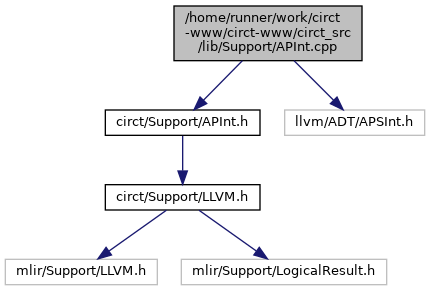 /home/runner/work/circt
-www/circt-www/circt_src
/lib/Support/APInt.cpp
circt/Support/APInt.h
llvm/ADT/APSInt.h
circt/Support/LLVM.h
mlir/Support/LLVM.h
mlir/Support/LogicalResult.h